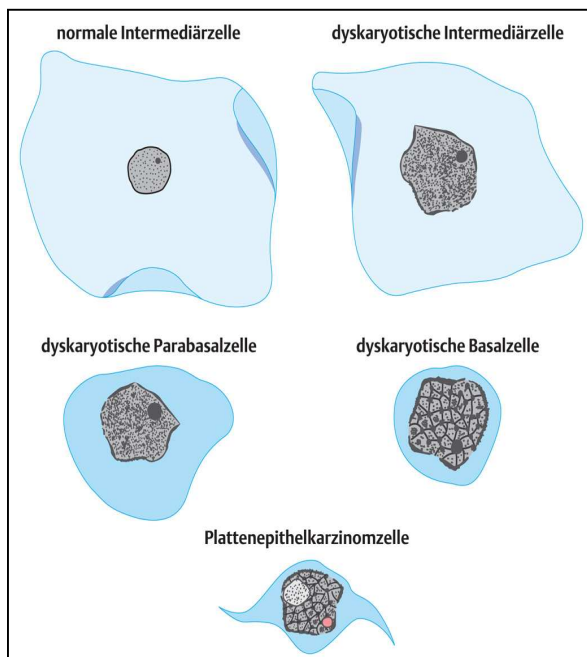 normale Intermediärzelle
dyskaryotische Intermediärzelle
dyskaryotische Parabasalzelle
dyskaryotische Basalzelle
Plattenepithelkarzinomzelle